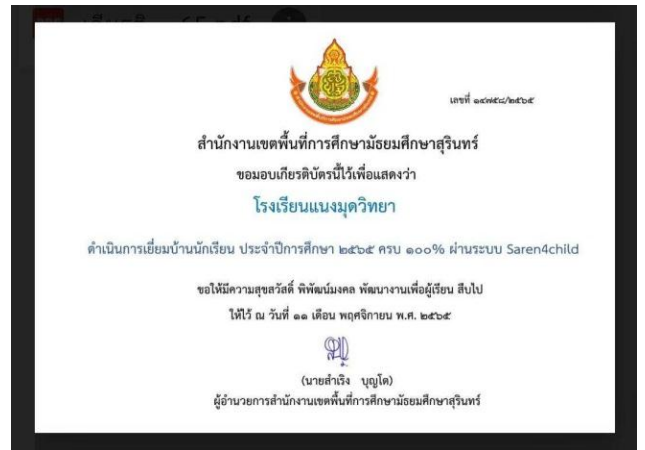 เลขที่ ๑๔๗๕๘/๒๕๖๕
สำนักงานเขตพื้นที่การศึกษามัธยมศึกษาสุรินทร์
ขอมอบเกียรติบัตรนี้ไว้เพื่อแสดงว่า
โรงเรียนแนงมุดวิทยา
ดำเนินการเยี่ยมบ้านนักเรียน ประจำปีการศึกษา ๒๕๖๕ ครบ ๑๐๐% ผ่านระบบ Saren4child
ขอให้มีความสุขสวัสดิ์ พิพัฒน์มงคล พัฒนางานเพื่อผู้เรียน สืบไป
ให้ไว้ ณ วันที่ ๑๑ เดือน พฤศจิกายน พ.ศ. ๒๕๖๕
(นายสำเริง บุญโต)
ผู้อำนวยการสำนักงานเขตพื้นที่การศึกษามัธยมศึกษาสุรินทร์